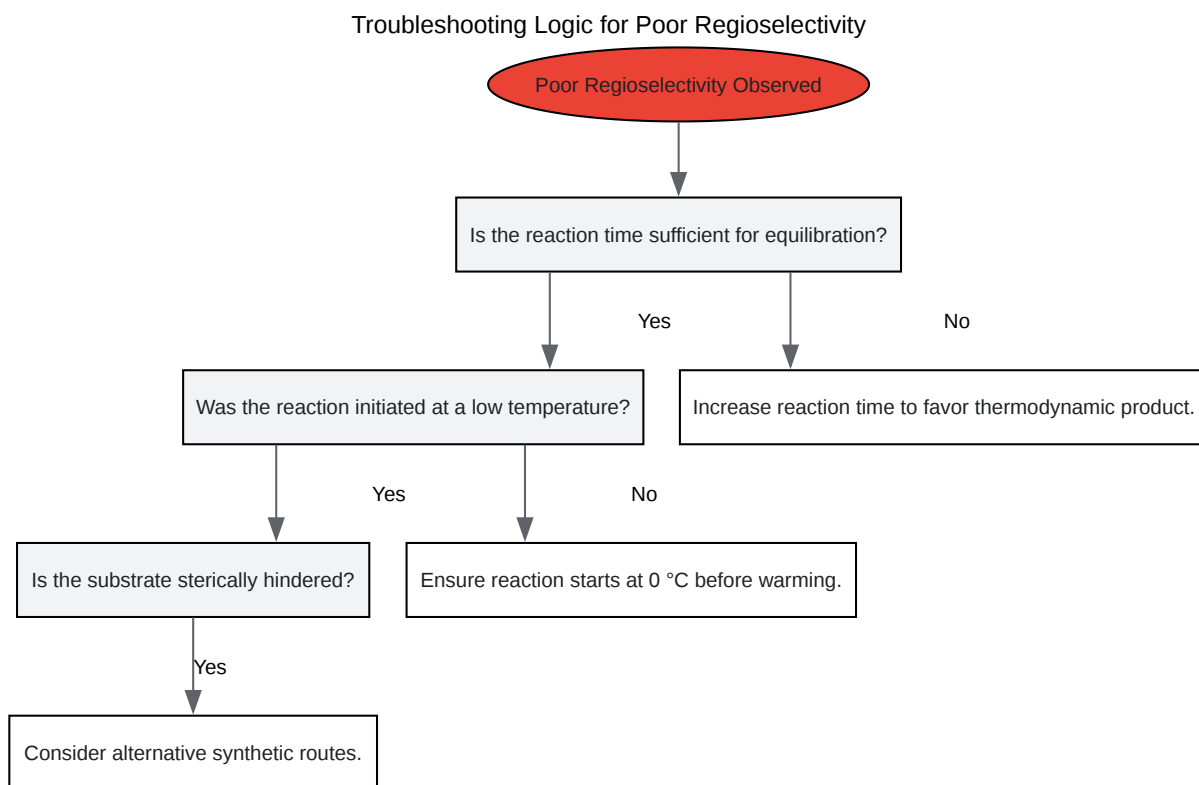 Troubleshooting Logic for Poor Regioselectivity
Poor Regioselectivity Observed
Is the reaction time sufficient for equilibration?
Yes
No
Was the reaction initiated at a low temperature?
Increase reaction time to favor thermodynamic product.
Yes
No
Is the substrate sterically hindered?
Ensure reaction starts at 0 °C before warming.
Yes
Consider alternative synthetic routes.